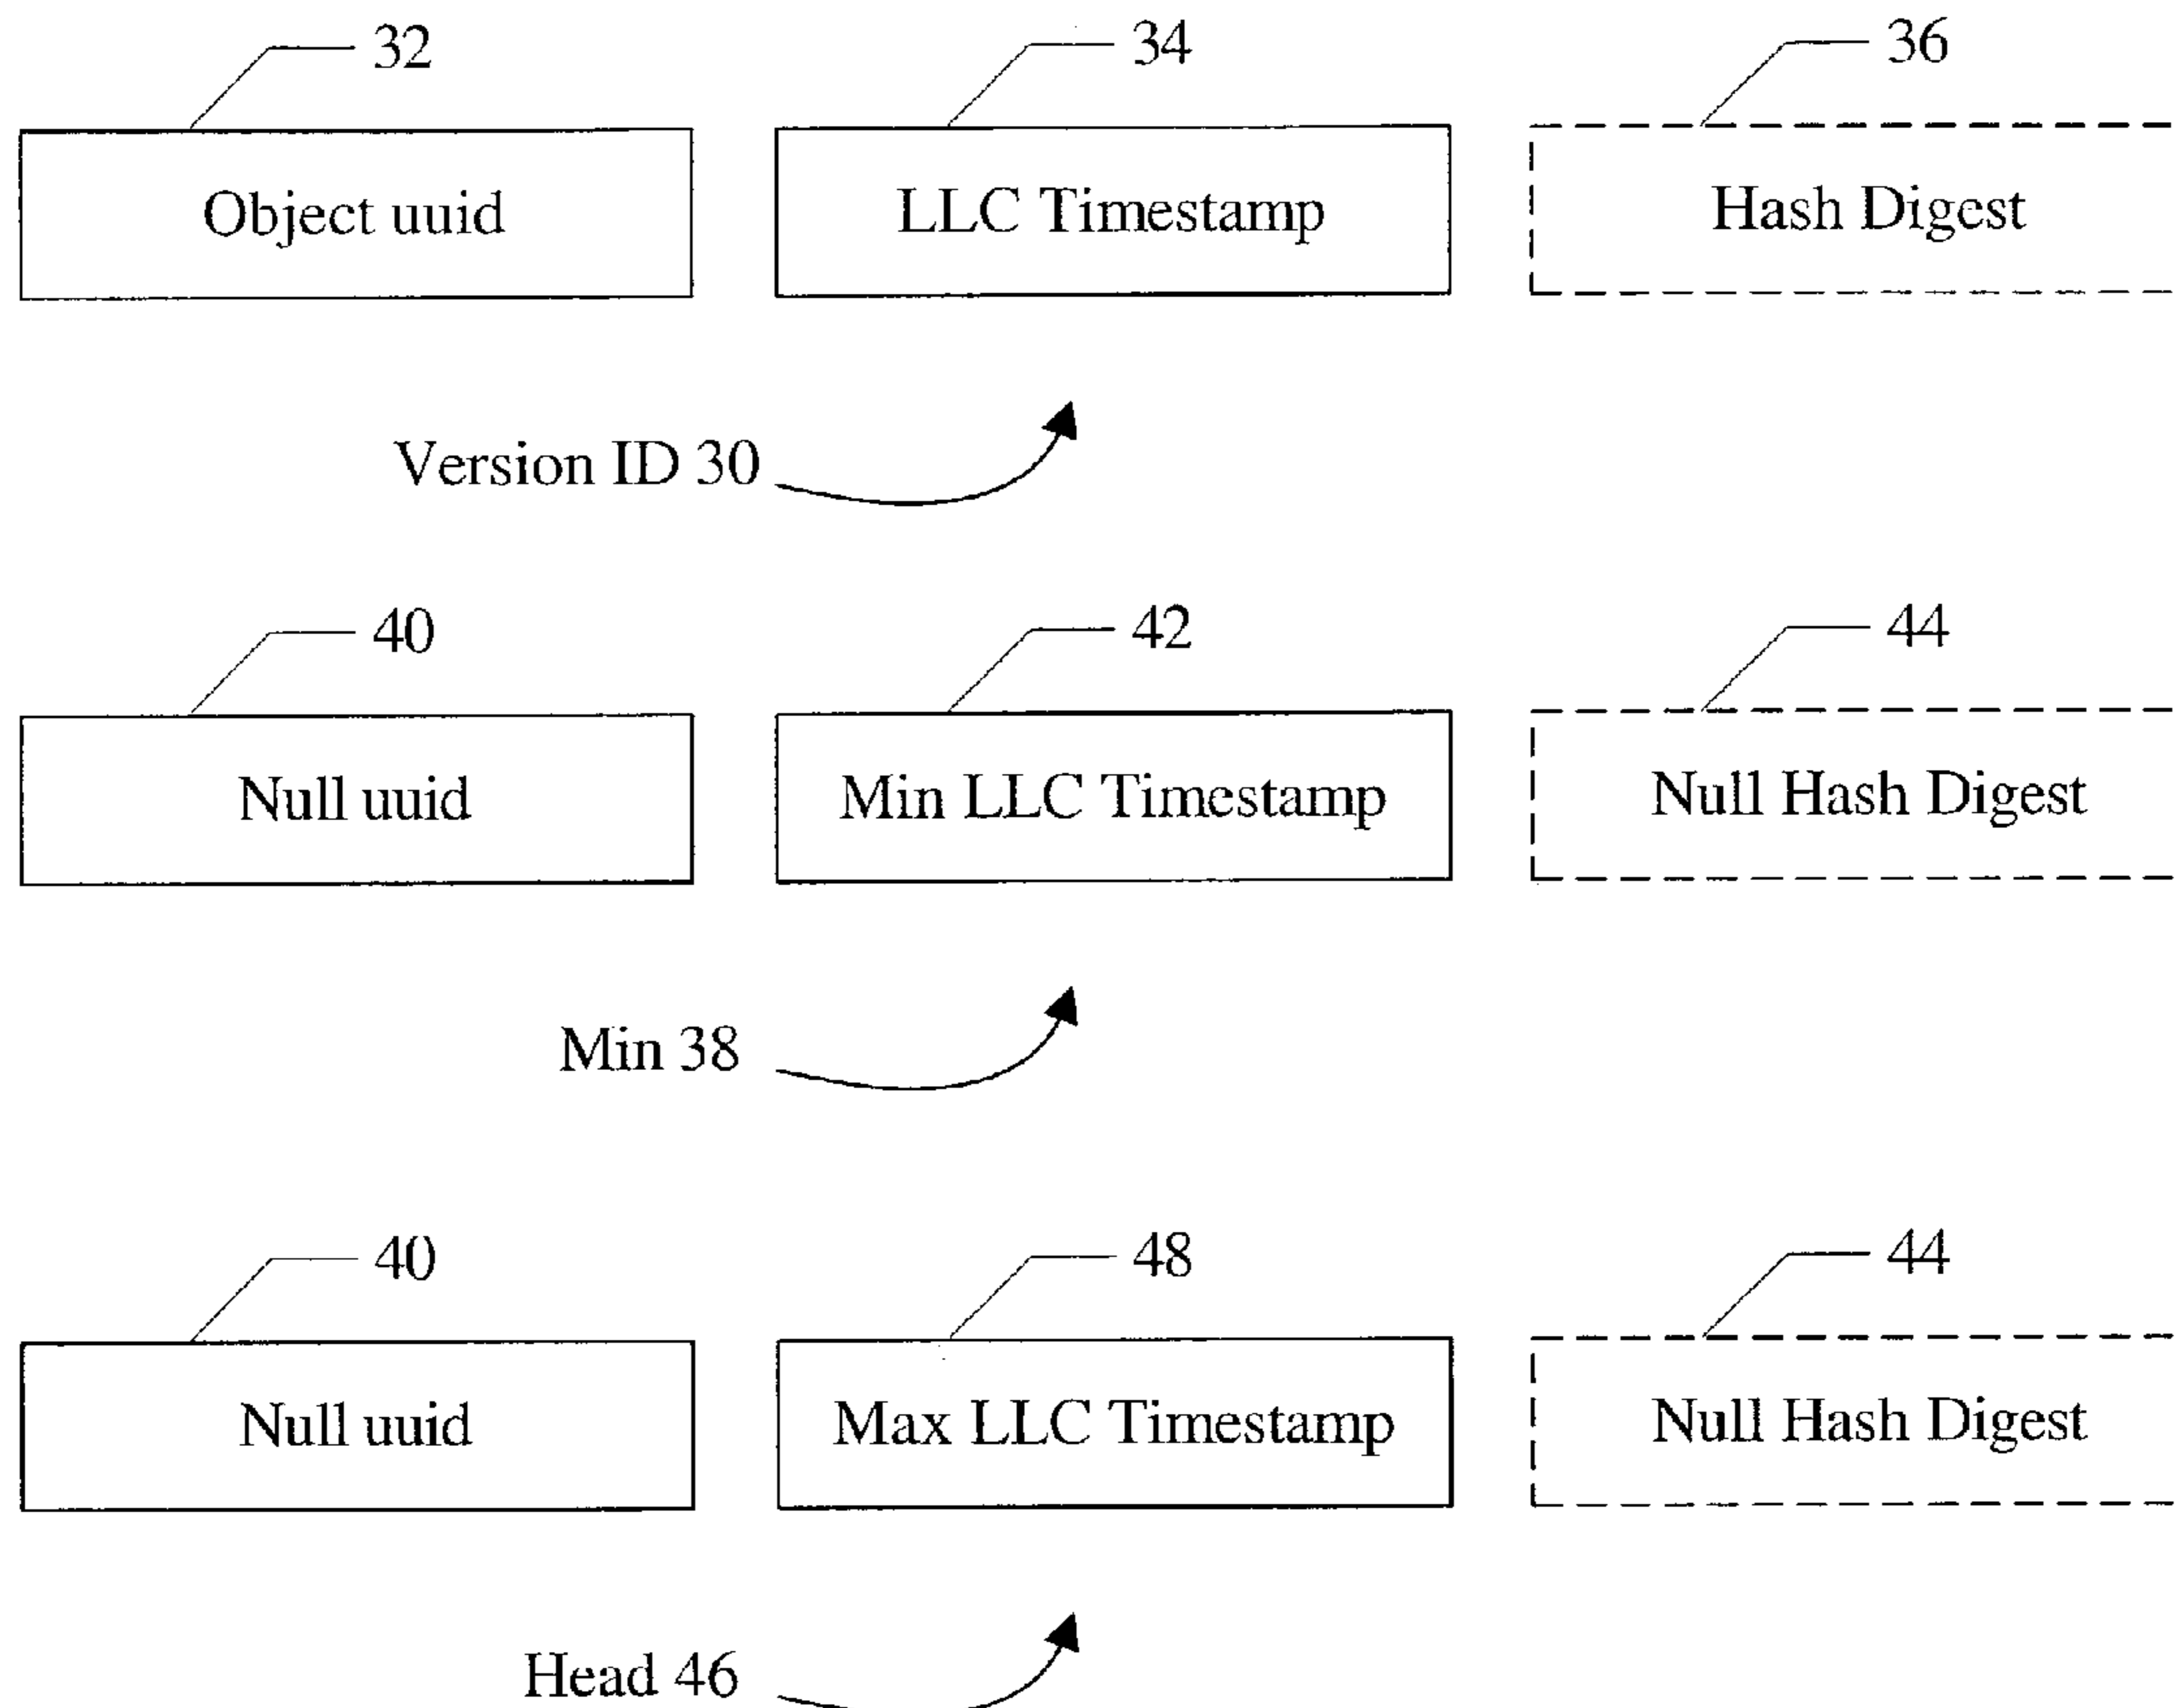 32 34 36
Object uuid LLC Timestamp Hash Digest
Version ID 30
40 42 44
Null uuid Min LLC Timestamp Null Hash Digest
Min 38
40 48 44
Null uuid Max LLC Timestamp Null Hash Digest
Head 46